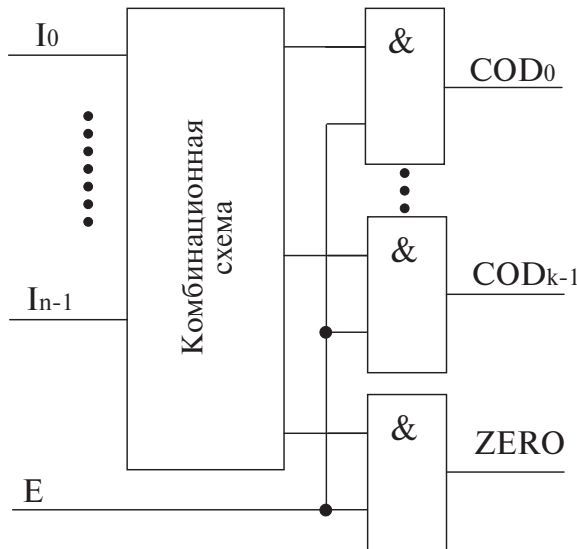 I0
&
COD0
Комбинационная
схема
&
CODk-1
In-1
&
ZERO
E